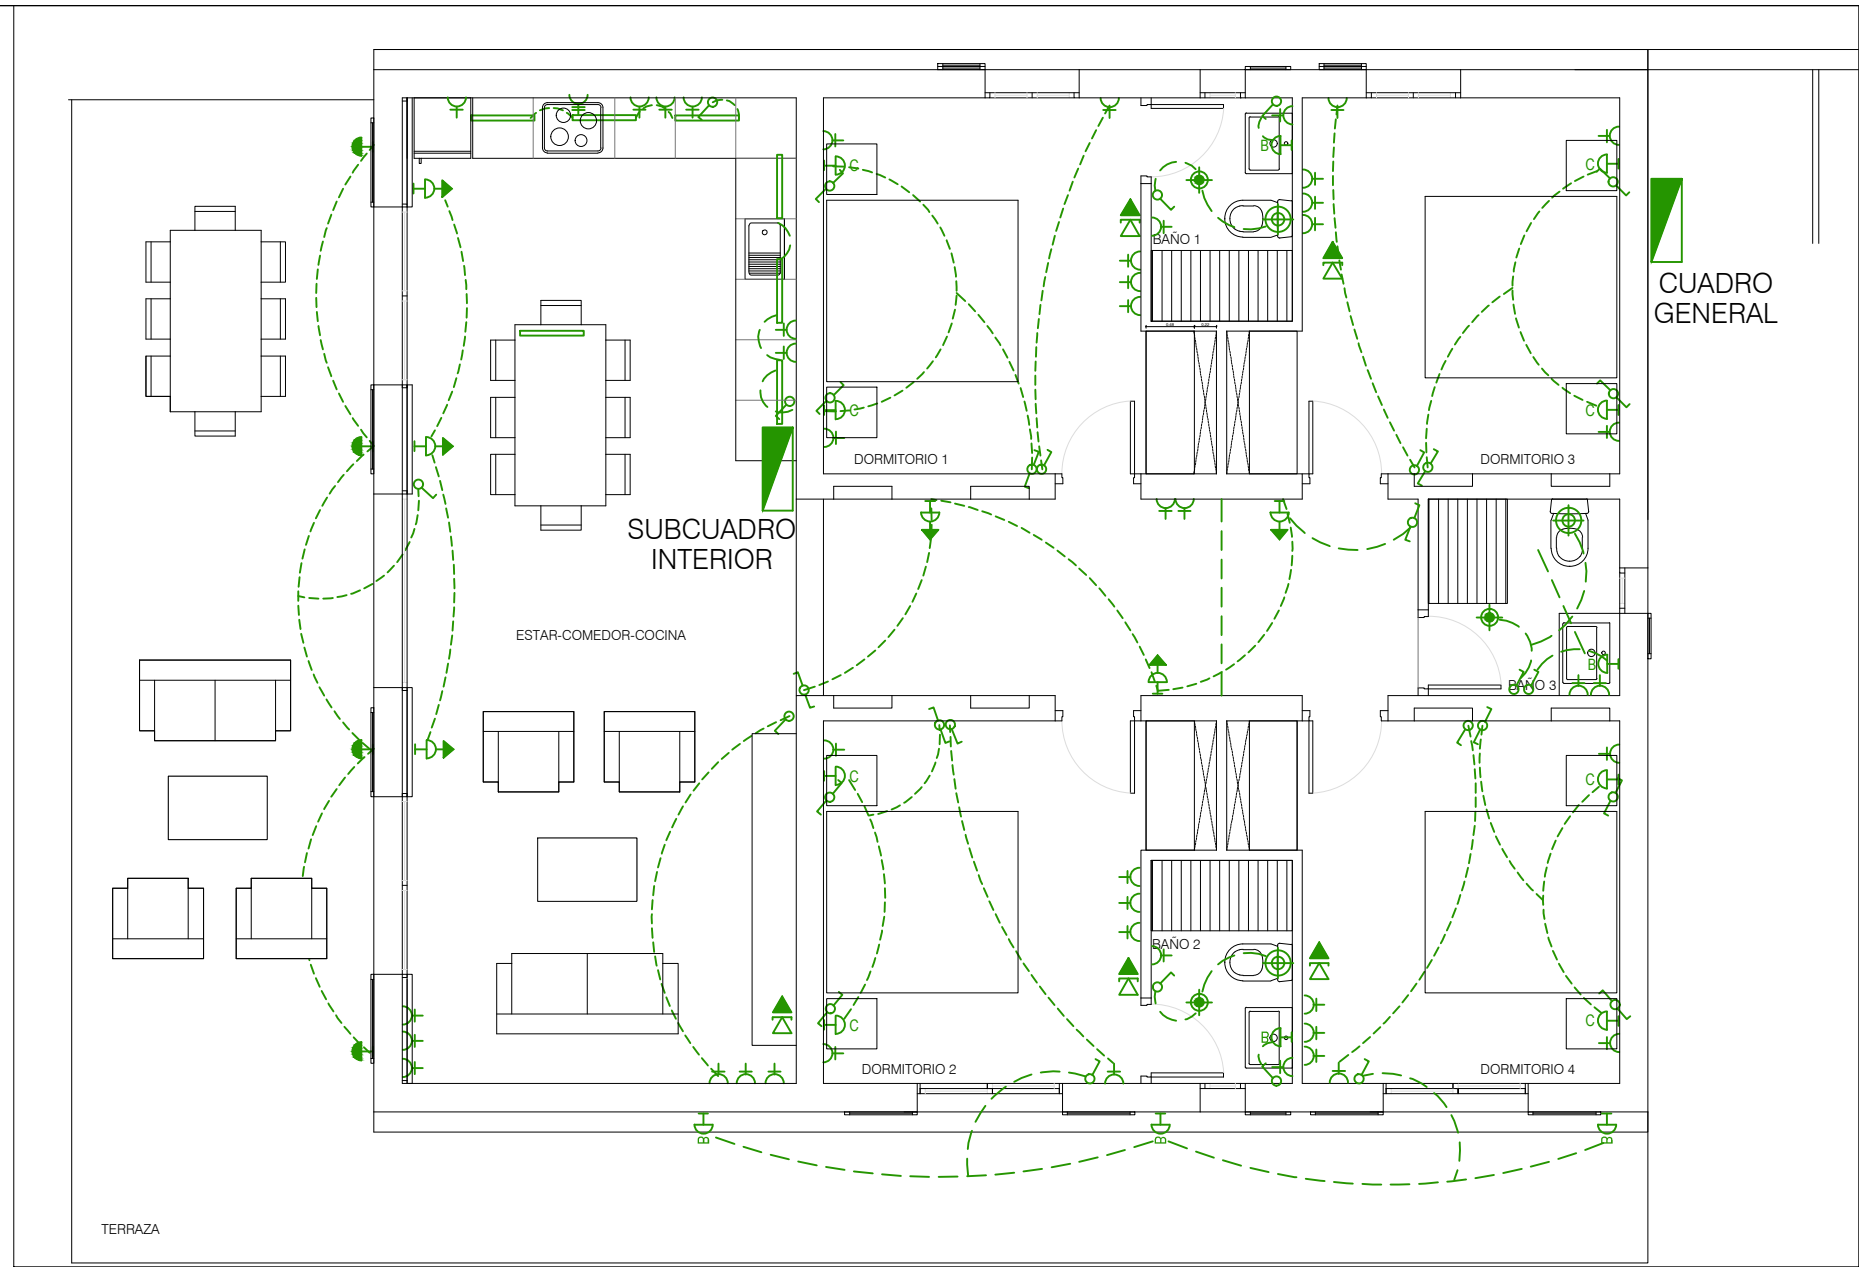 C
B
C
BAÑO 1
CUADRO
GENERAL
C
C
DORMITORIO 1
DORMITORIO 3
SUBCUADRO
INTERIOR
ESTAR-COMEDOR-COCINA
B
BAÑO 3
C
C
BAÑO 2
C
C
B
DORMITORIO 2
DORMITORIO 4
B
B
B
TERRAZA